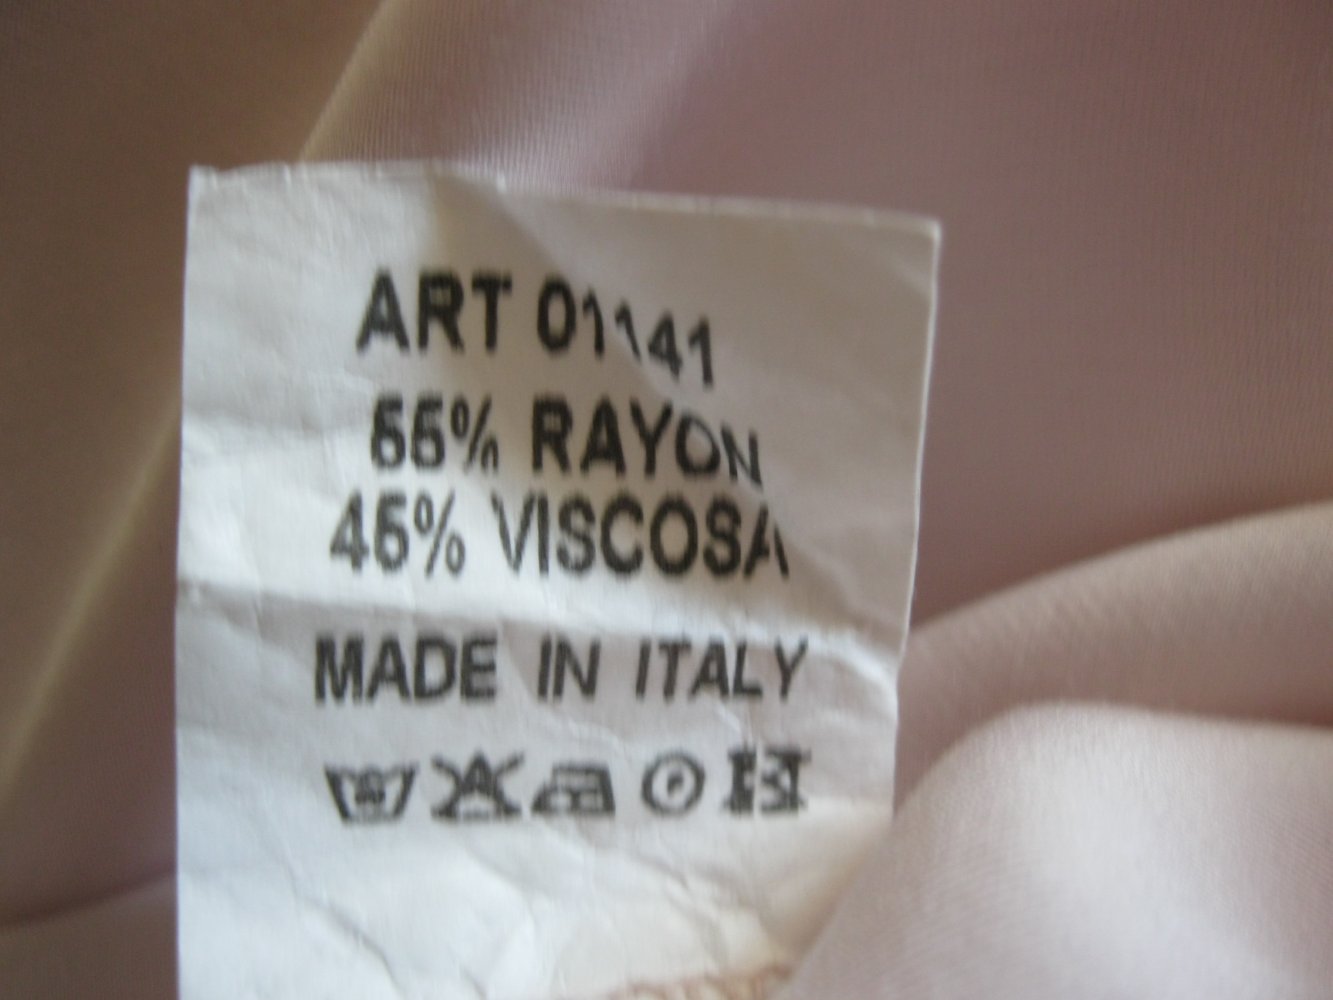 ART 01141
55% RAYON
45% VISCOSA
MADE IN ITALY